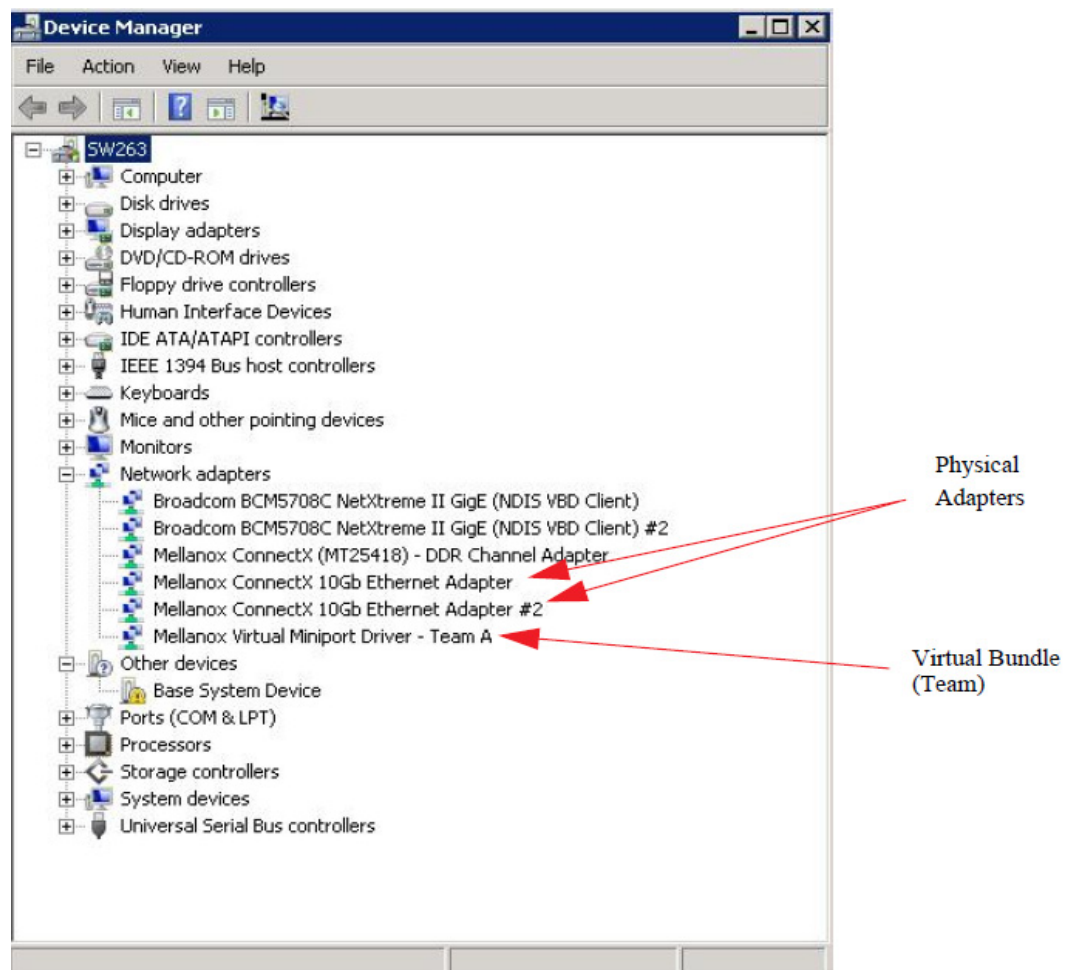 Device Manager
File Action View Help
SW263
Computer
Disk drives
Display adapters
DVD/CD-ROM drives
Floppy drive controllers
Human Interface Devices
IDE ATA/ATAPI controllers
IEEE 1394 Bus host controllers
Keyboards
Mice and other pointing devices
Monitors
Network adapters
Broadcom BCM5708C NetXtreme II GigE (NDIS VBD Client)
Broadcom BCM5708C NetXtreme II GigE (NDIS VBD Client) #2
Mellanox ConnectX (MT25418) - DDR Channel Adapter
Mellanox ConnectX 10Gb Ethernet Adapter
Mellanox ConnectX 10Gb Ethernet Adapter #2
Mellanox Virtual Miniport Driver - Team A
Other devices
Base System Device
Ports (COM & LPT)
Processors
Storage controllers
System devices
Universal Serial Bus controllers
Physical
Adapters
Virtual Bundle
(Team)